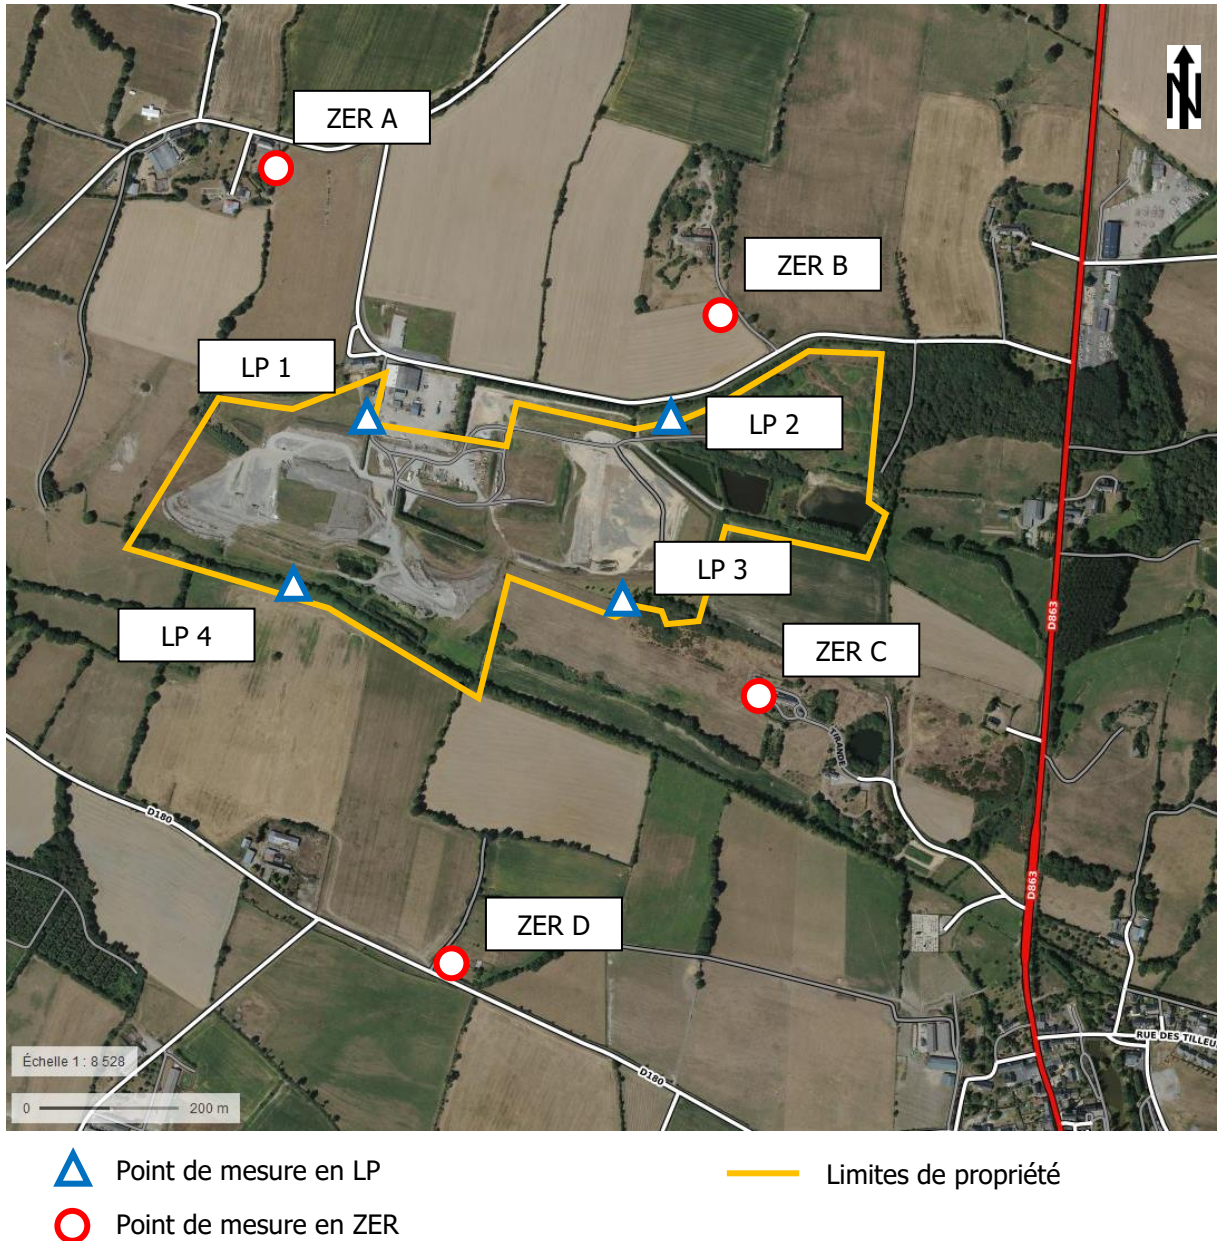 N
ZER A
ZER B
LP 1
LP 2
LP 3
D863
LP 4
ZER C
TIRANDE
D180
D863
ZER D
RUE DES TILLEU
Échelle 1 : 8 528
D180
0 200 m
Point de mesure en LP
Limites de propriété
Point de mesure en ZER